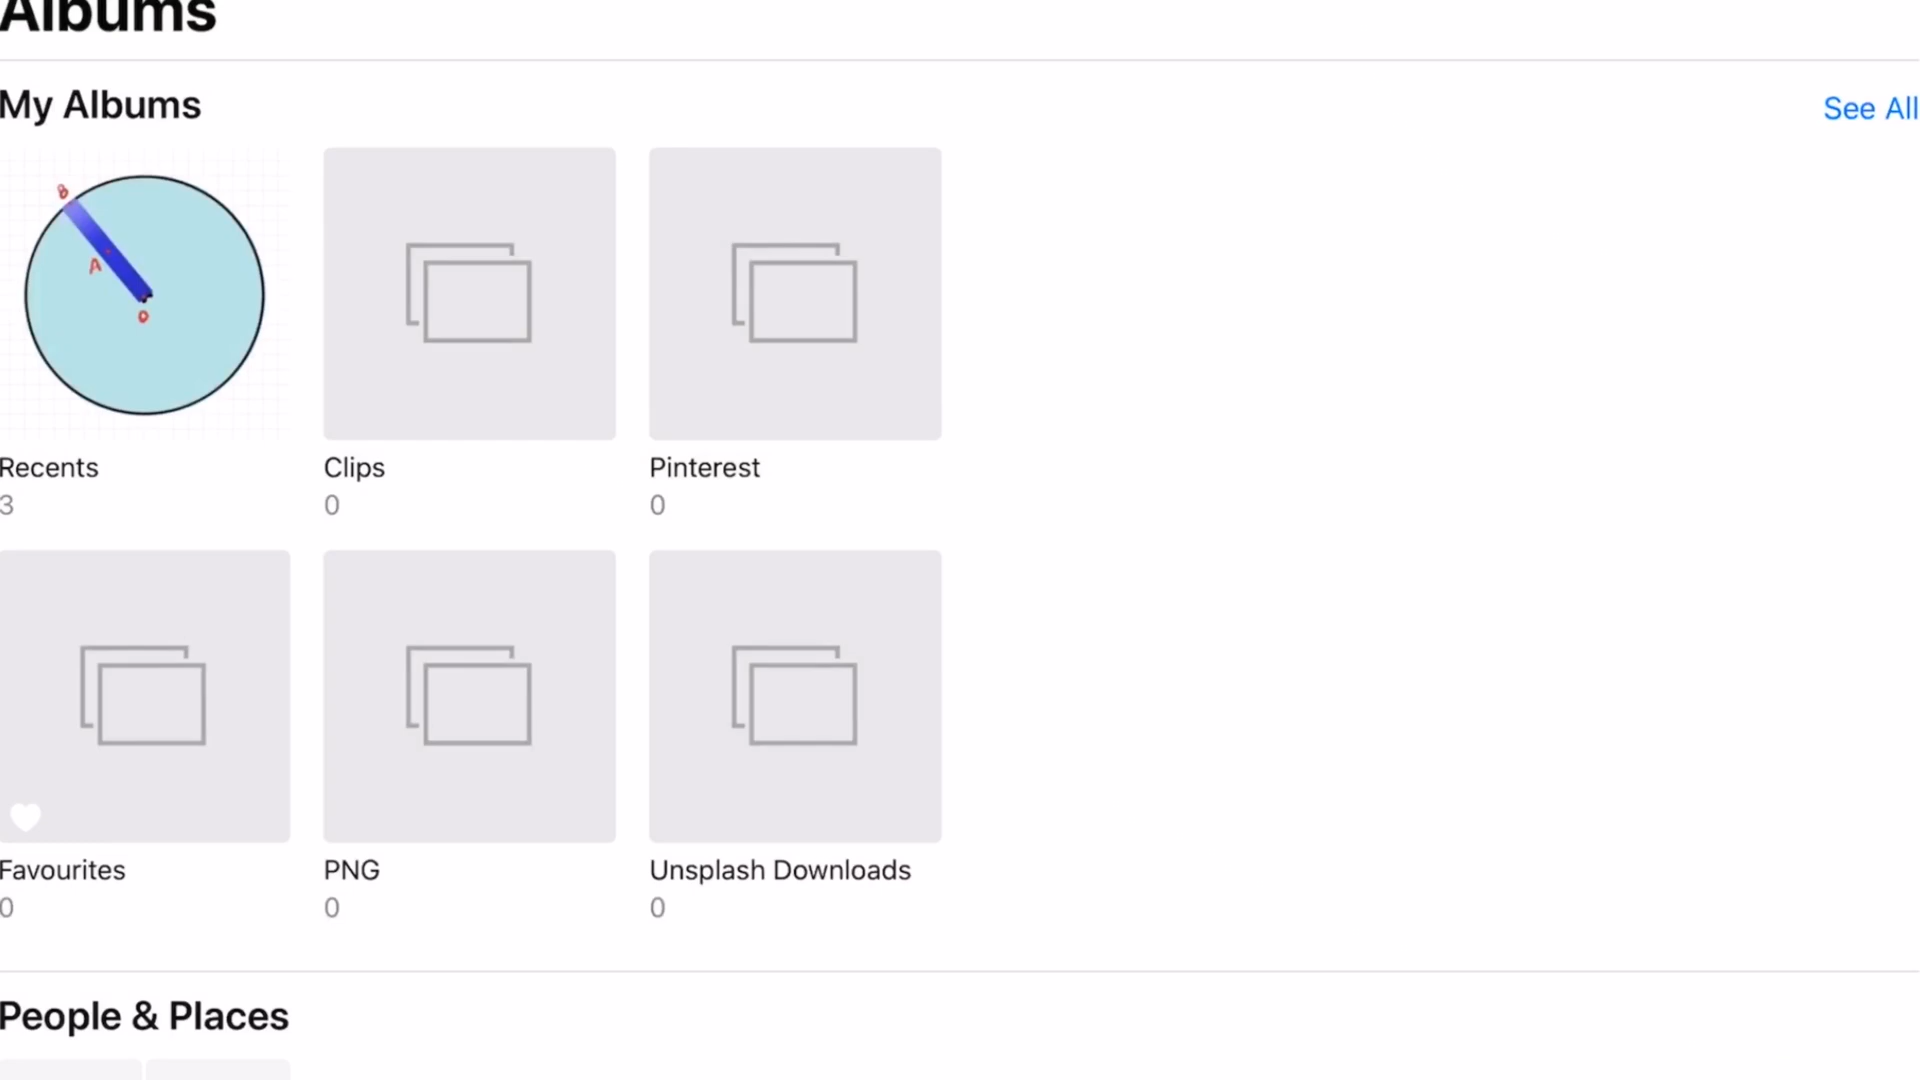 Albums
My Albums
See All
B
A
O
Recents
3
Clips
0
Pinterest
0
Favourites
0
PNG
0
Unsplash Downloads
0
People & Places